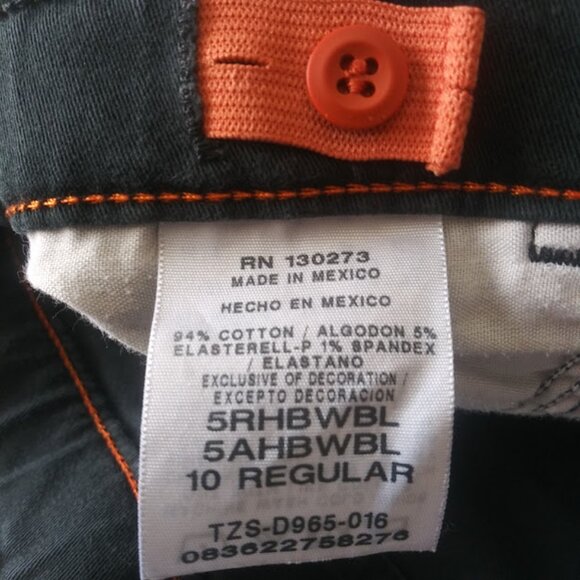 RN 130273
MADE IN MEXICO
HECHO EN MEXICO
94% COTTON / ALGODON 5%
ELASTERELL-P 1% SPANDEX
/ ELASTANO
EXCLUSIVE OF DECORATION /
EXCEPTO DECORACION
5RHBWBL
5AHBWBL
10 REGULAR
TZS-D965-016
083622758276